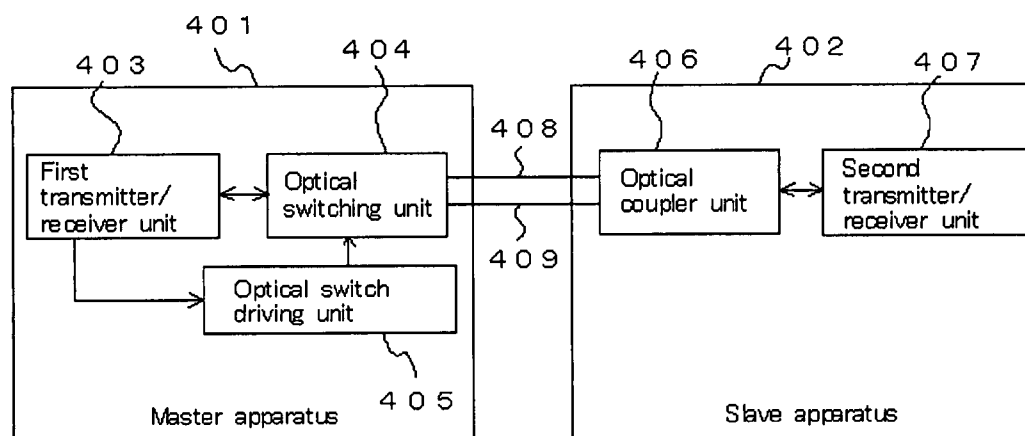 401
402
403
404
406
407
408
First
transmitter/
receiver unit
Optical
switching unit
Optical
coupler unit
Second
transmitter/
receiver unit
409
Optical switch
driving unit
405
Master apparatus
Slave apparatus